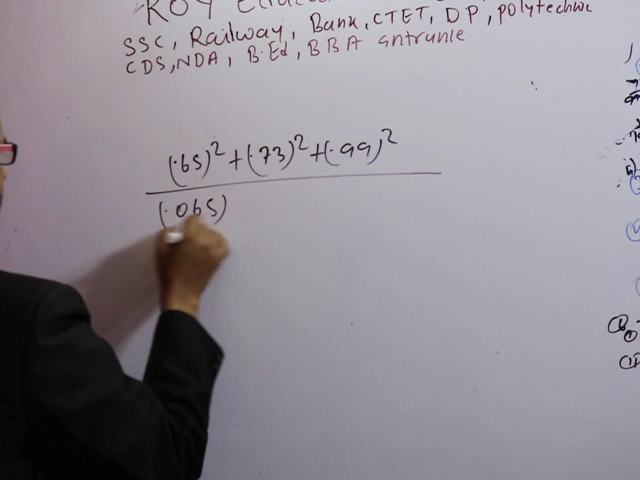 ROY
SSC, Railway, Bank, CTET, DP, polytechnic
CDS, NDA, B.Ed, BBA entrance
(.65)² + (.73)² + (.99)²
(.065)